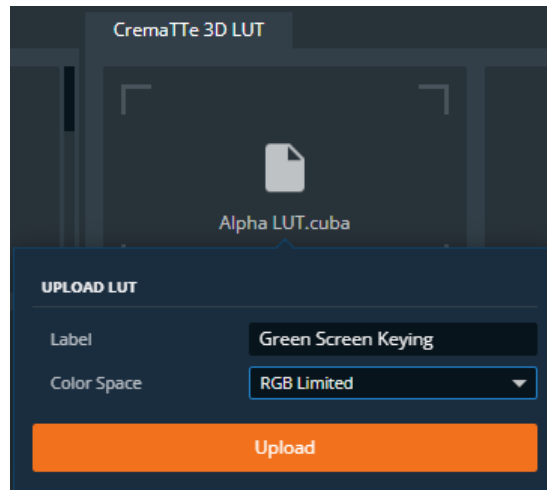 CremaTTe 3D LUT
Alpha LUT.cuba
UPLOAD LUT
Label Green Screen Keying
Color Space RGB Limited
Upload